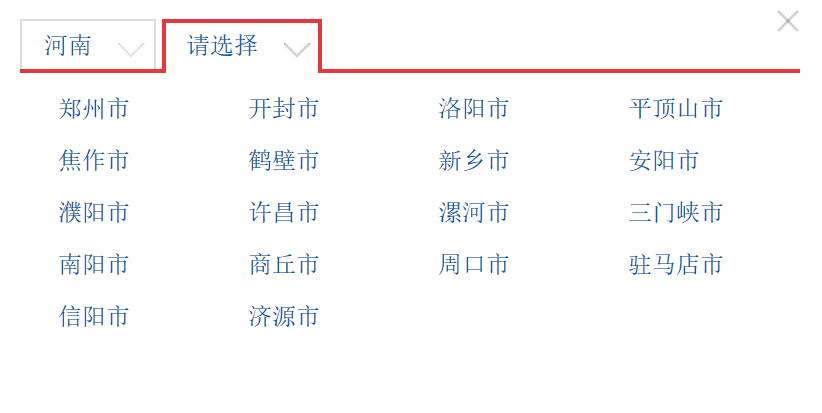 河南 请选择
郑州市 开封市 洛阳市 平顶山市
焦作市 鹤壁市 新乡市 安阳市
濮阳市 许昌市 漯河市 三门峡市
南阳市 商丘市 周口市 驻马店市
信阳市 济源市